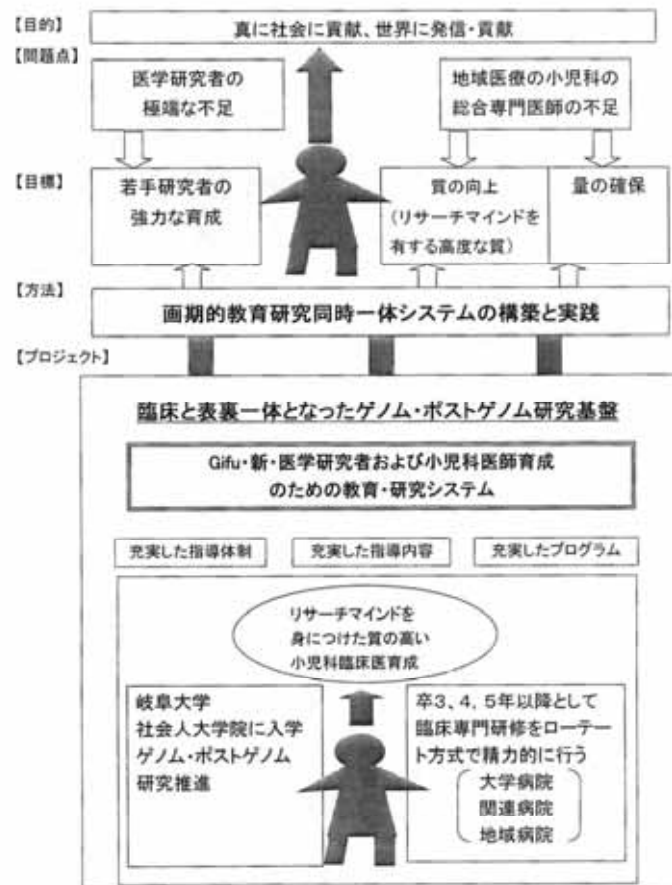 【目的】
真に社会に貢献、世界に発信・貢献
【問題点】
医学研究者の
極端な不足
地域医療の小児科の
総合専門医師の不足
【目標】
若手研究者の
強力な育成
質の向上
(リサーチマインドを
有する高度な質)
量の確保
【方法】
画期的教育研究同時一体システムの構築と実践
【プロジェクト】
臨床と表裏一体となったゲノム・ポストゲノム研究基盤
Gifu・新・医学研究者および小児科医師育成
のための教育・研究システム
充実した指導体制
充実した指導内容
充実したプログラム
リサーチマインドを
身につけた質の高い
小児科臨床医育成
岐阜大学
社会人大学院に入学
ゲノム・ポストゲノム
研究推進
卒3、4、5年以降として
臨床専門研修をローテー
ト方式で精力的に行う
大学病院
関連病院
地域病院